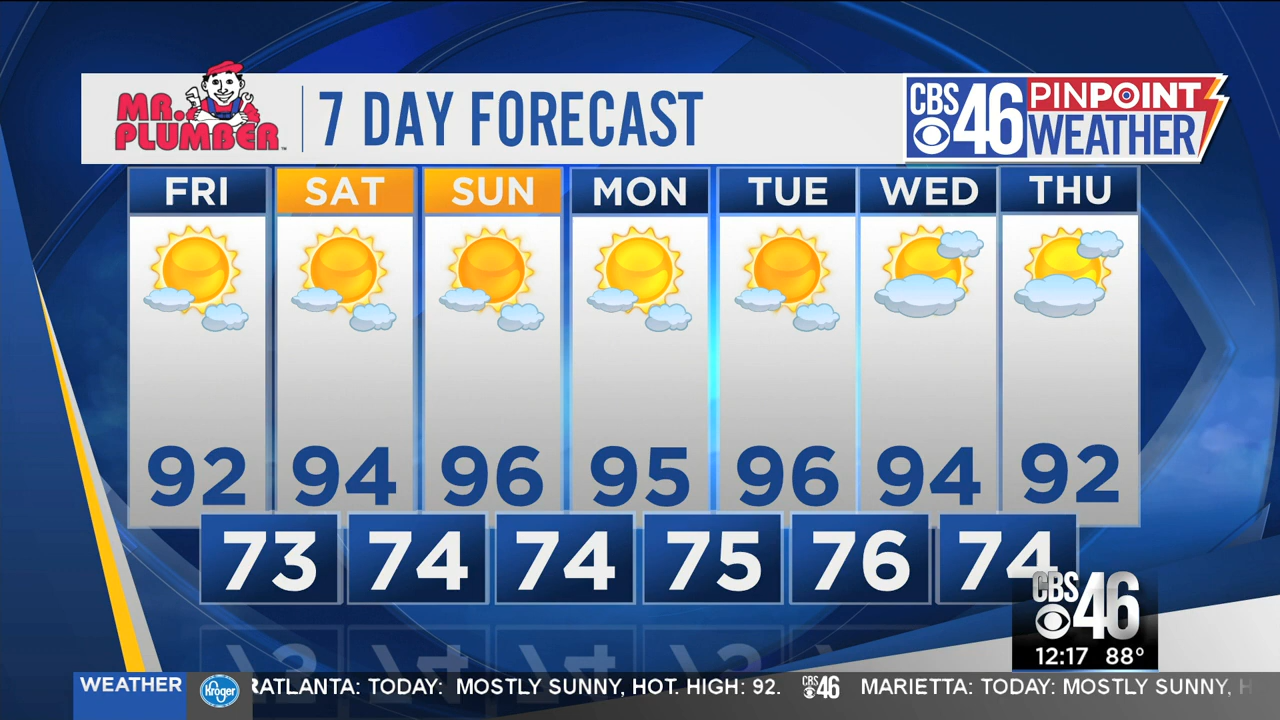 MR. PLUMBER™
7 DAY FORECAST
CBS 46 PINPOINT WEATHER
FRI SAT SUN MON TUE WED THU
92 94 96 95 96 94 92
73 74 74 75 76 74
CBS 46
12:17 88°
WEATHER Kroger RATLANTA: TODAY: MOSTLY SUNNY, HOT. HIGH: 92. CBS 46 MARIETTA: TODAY: MOSTLY SUNNY, H